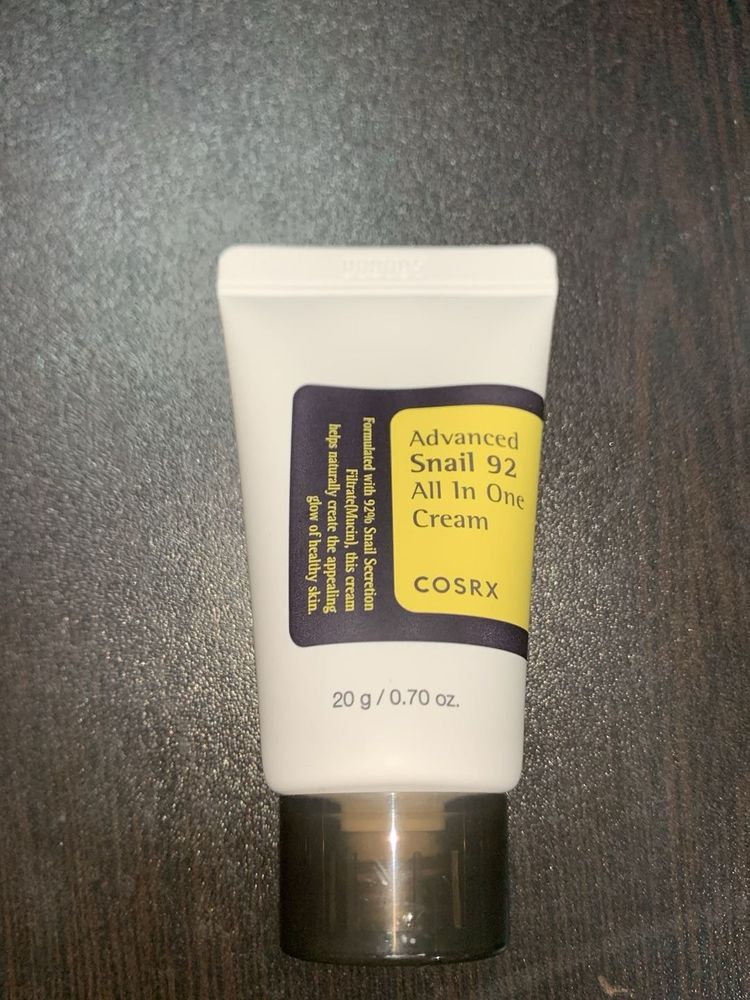 Advanced
Snail 92
All In One
Cream
COSRX
Formulated with 92% Snail Secretion
Filtrate(Mucin), this cream
helps naturally create the appealing
glow of healthy skin.
20 g / 0.70 oz.